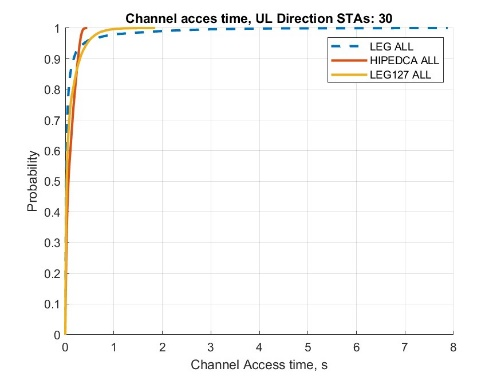 Channel acces time, UL Direction STAs: 30
LEG ALL
HIPEDCA ALL
LEG127 ALL
Probability
1
0.9
0.8
0.7
0.6
0.5
0.4
0.3
0.2
0.1
0
0 1 2 3 4 5 6 7 8
Channel Access time, s